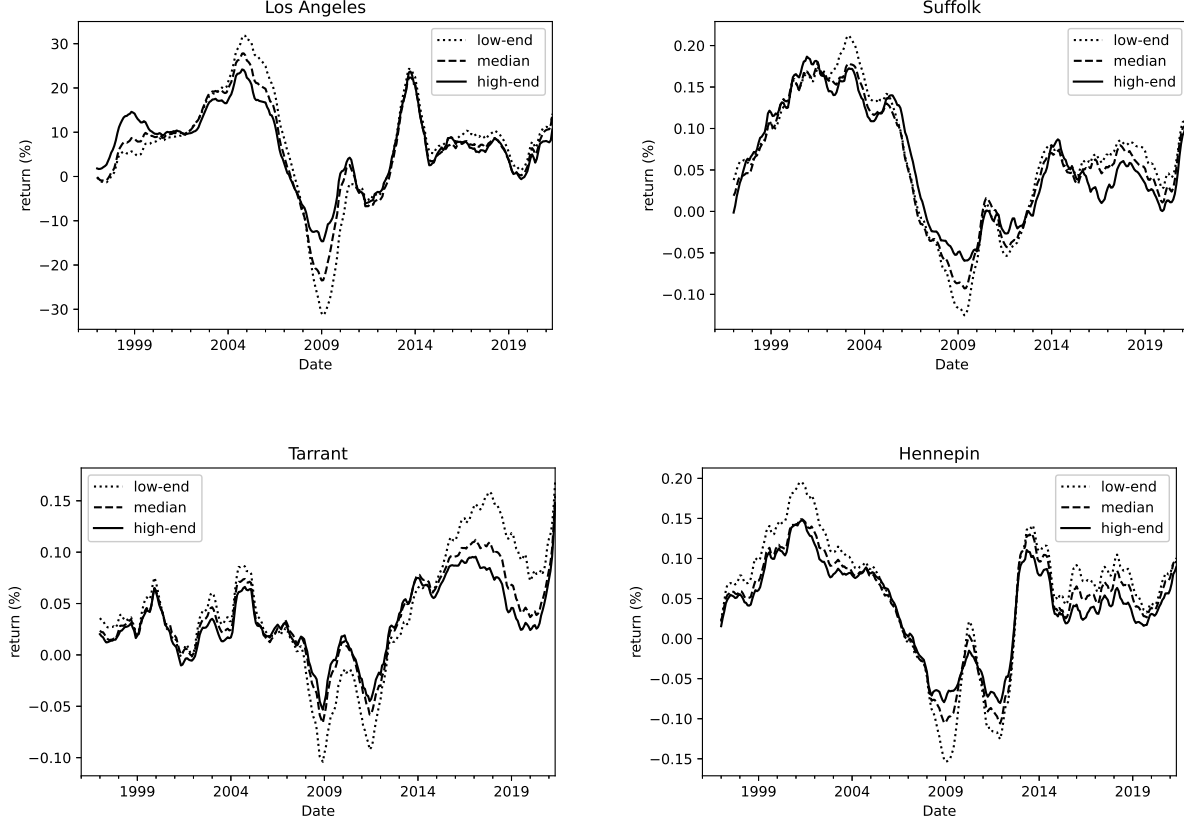 Los Angeles
30
20
10
0
−10
−20
−30
return (%)
low-end
median
high-end
1999
2004
2009
2014
2019
Date
Suffolk
0.20
0.15
0.10
0.05
0.00
−0.05
−0.10
return (%)
low-end
median
high-end
1999
2004
2009
2014
2019
Date
Tarrant
0.15
0.10
0.05
0.00
−0.05
−0.10
return (%)
low-end
median
high-end
1999
2004
2009
2014
2019
Date
Hennepin
0.20
0.15
0.10
0.05
0.00
−0.05
−0.10
−0.15
return (%)
low-end
median
high-end
1999
2004
2009
2014
2019
Date